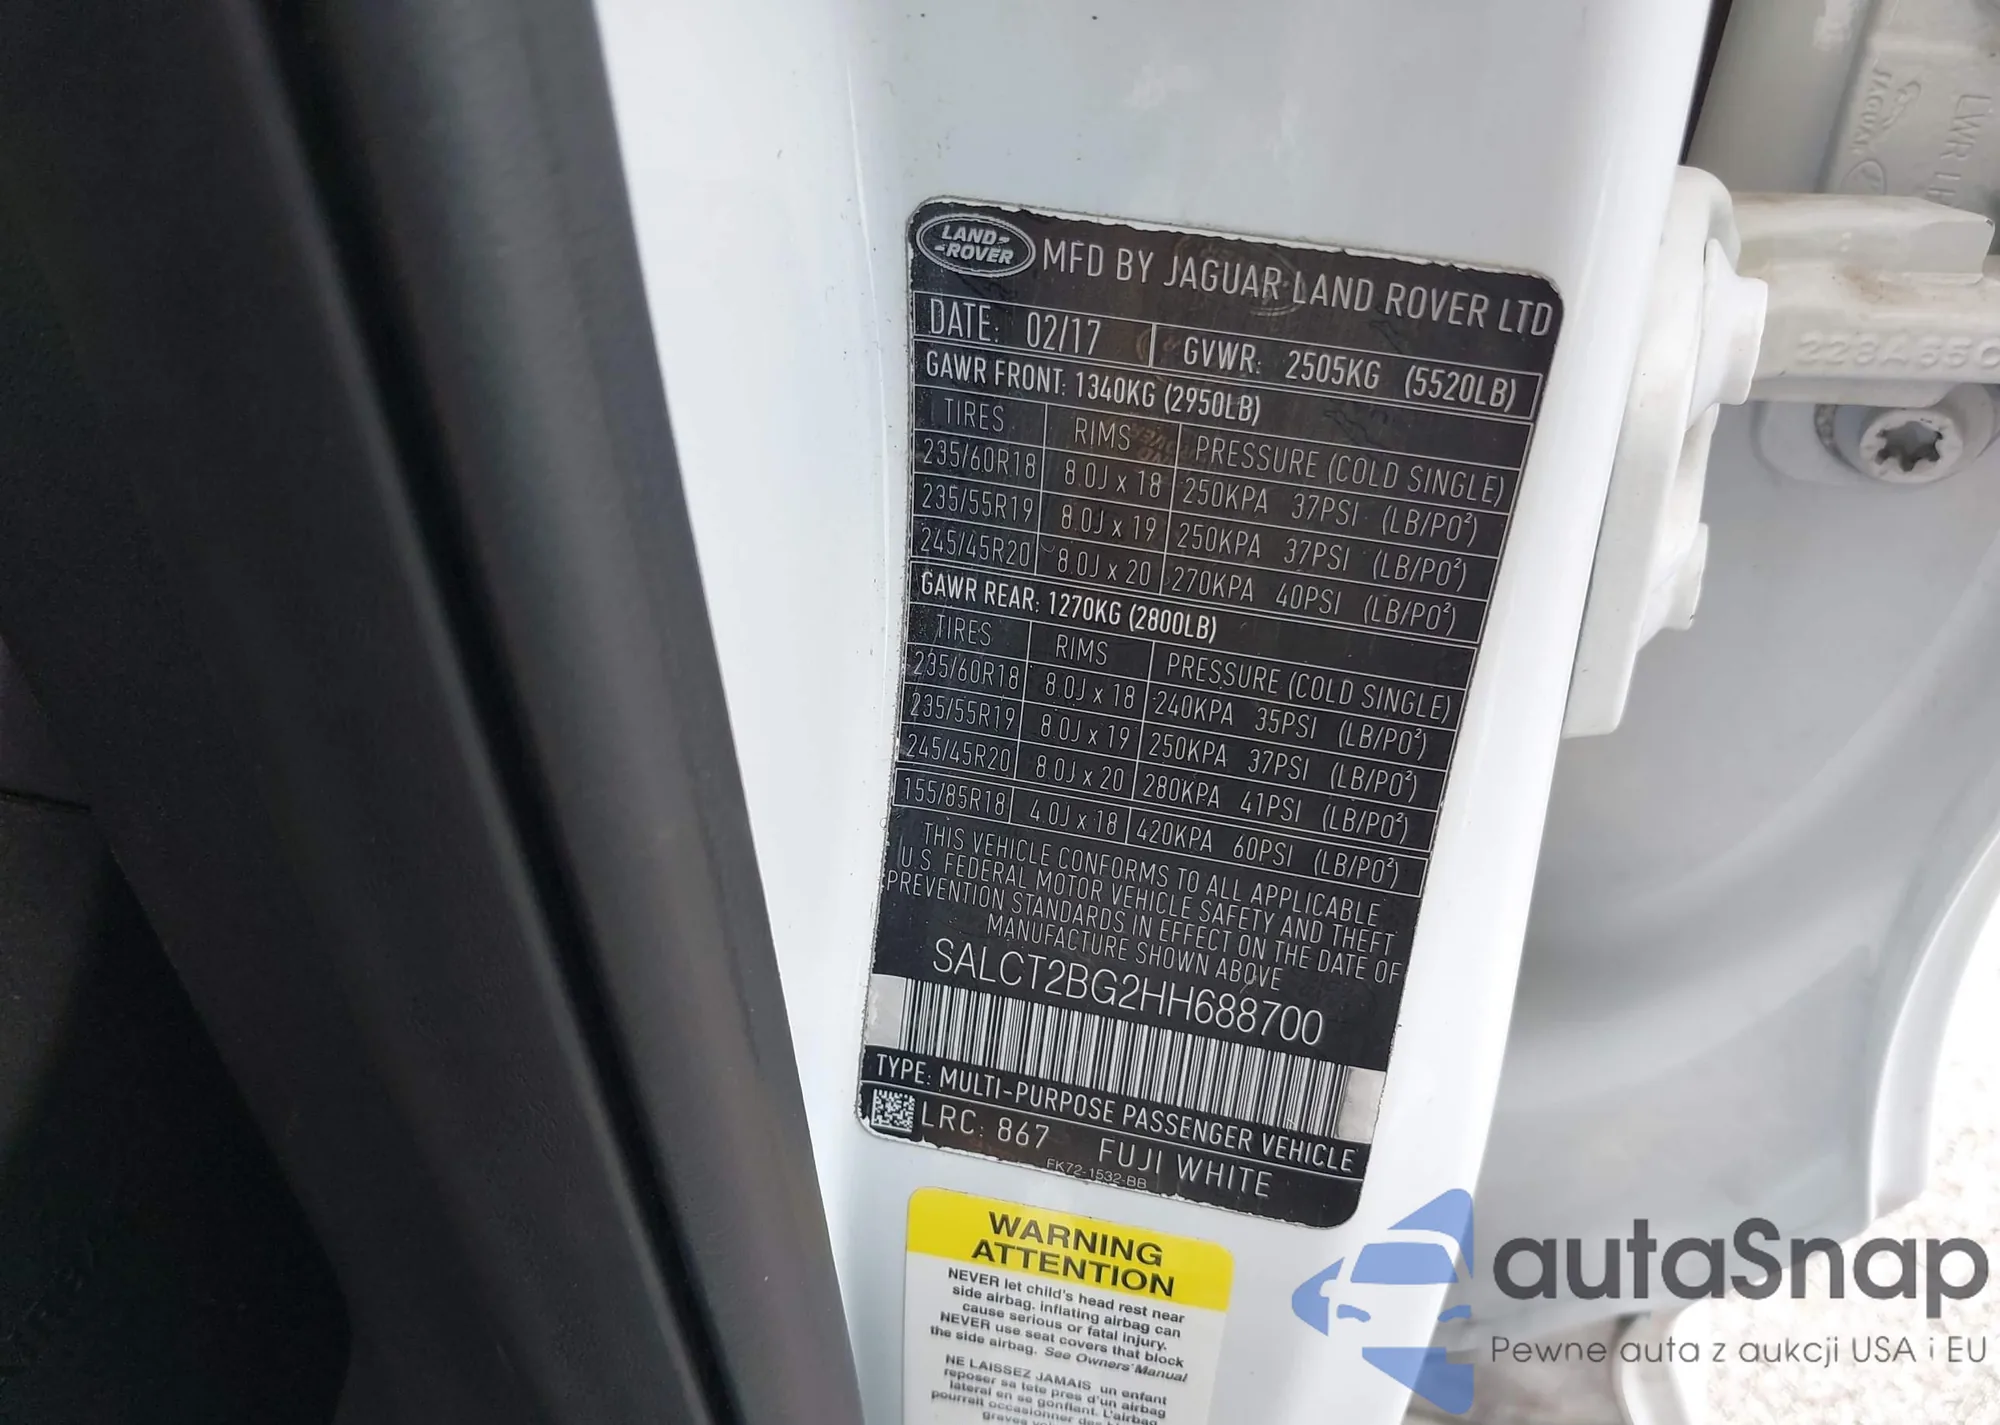 LAND ROVER
MFD BY JAGUAR LAND ROVER LTD
DATE: 02/17 GVWR: 2505KG (5520LB)
GAWR FRONT: 1340KG (2950LB)
TIRES RIMS PRESSURE (COLD SINGLE)
235/60R18 8.0J x 18 250KPA 37PSI (LB/PO²)
235/55R19 8.0J x 19 250KPA 37PSI (LB/PO²)
245/45R20 8.0J x 20 270KPA 40PSI (LB/PO²)
GAWR REAR: 1270KG (2800LB)
TIRES RIMS PRESSURE (COLD SINGLE)
235/60R18 8.0J x 18 240KPA 35PSI (LB/PO²)
235/55R19 8.0J x 19 250KPA 37PSI (LB/PO²)
245/45R20 8.0J x 20 280KPA 41PSI (LB/PO²)
155/85R18 4.0J x 18 420KPA 60PSI (LB/PO²)
THIS VEHICLE CONFORMS TO ALL APPLICABLE
U.S. FEDERAL MOTOR VEHICLE SAFETY AND THEFT
PREVENTION STANDARDS IN EFFECT ON THE DATE OF
MANUFACTURE SHOWN ABOVE
SALCT2BG2HH688700
TYPE: MULTI-PURPOSE PASSENGER VEHICLE
LRC: 867 FUJI WHITE
FK72-1532-BB
WARNING
ATTENTION
NEVER let child's head rest near
side airbag. inflating airbag can
cause serious or fatal injury.
NEVER use seat covers that block
the side airbag. See Owners' Manual
NE LAISSEZ JAMAIS un enfant
reposer sa tete pres d'un airbag
lateral en se gonflant. L'airbag
pourrait occasionner des
graves
JAGUAR
LWR
223A65
autaSnap
Pewne auta z aukcji USA i EU